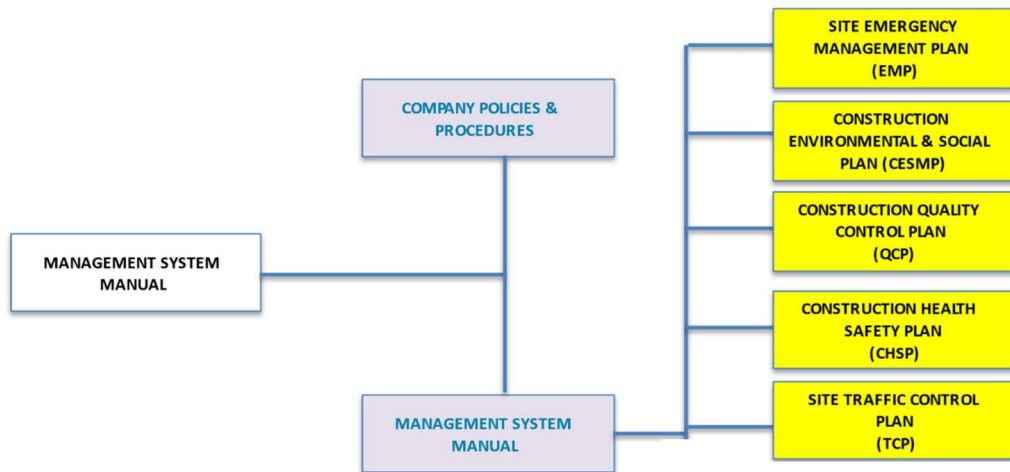 MANAGEMENT SYSTEM
MANUAL
COMPANY POLICIES &
PROCEDURES
MANAGEMENT SYSTEM
MANUAL
SITE EMERGENCY
MANAGEMENT PLAN
(EMP)
CONSTRUCTION
ENVIRONMENTAL & SOCIAL
PLAN (CESMP)
CONSTRUCTION QUALITY
CONTROL PLAN
(QCP)
CONSTRUCTION HEALTH
SAFETY PLAN
(CHSP)
SITE TRAFFIC CONTROL
PLAN
(TCP)